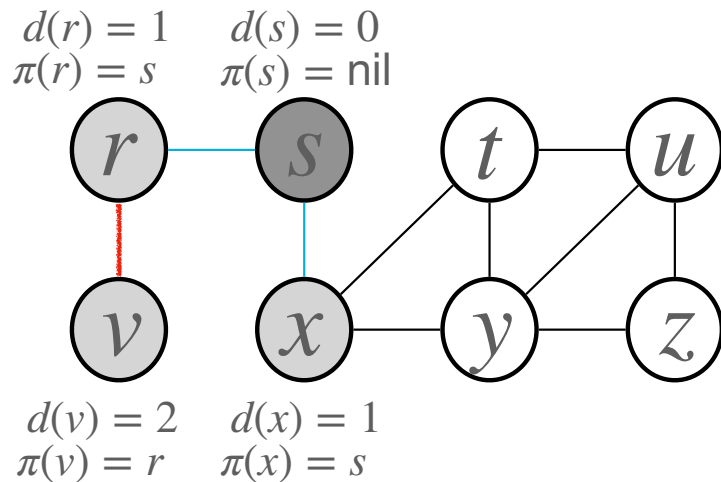 d(r) = 1 d(s) = 0
π(r) = s π(s) = nil
r s t u
v x y z
d(v) = 2 d(x) = 1
π(v) = r π(x) = s